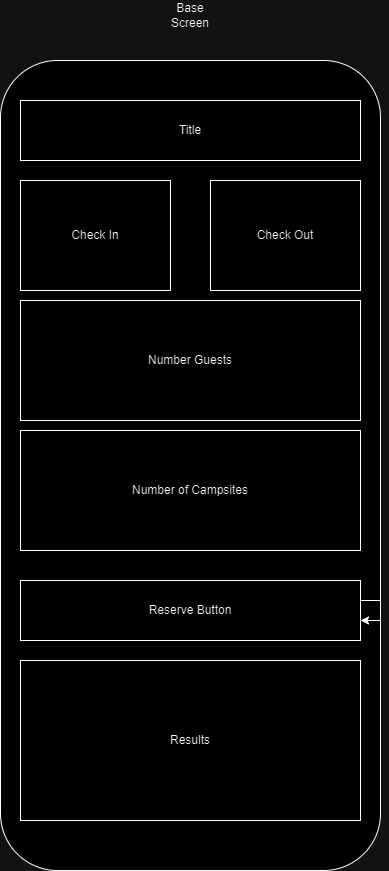 Base
Screen
Title
Check In
Check Out
Number Guests
Number of Campsites
Reserve Button
Results